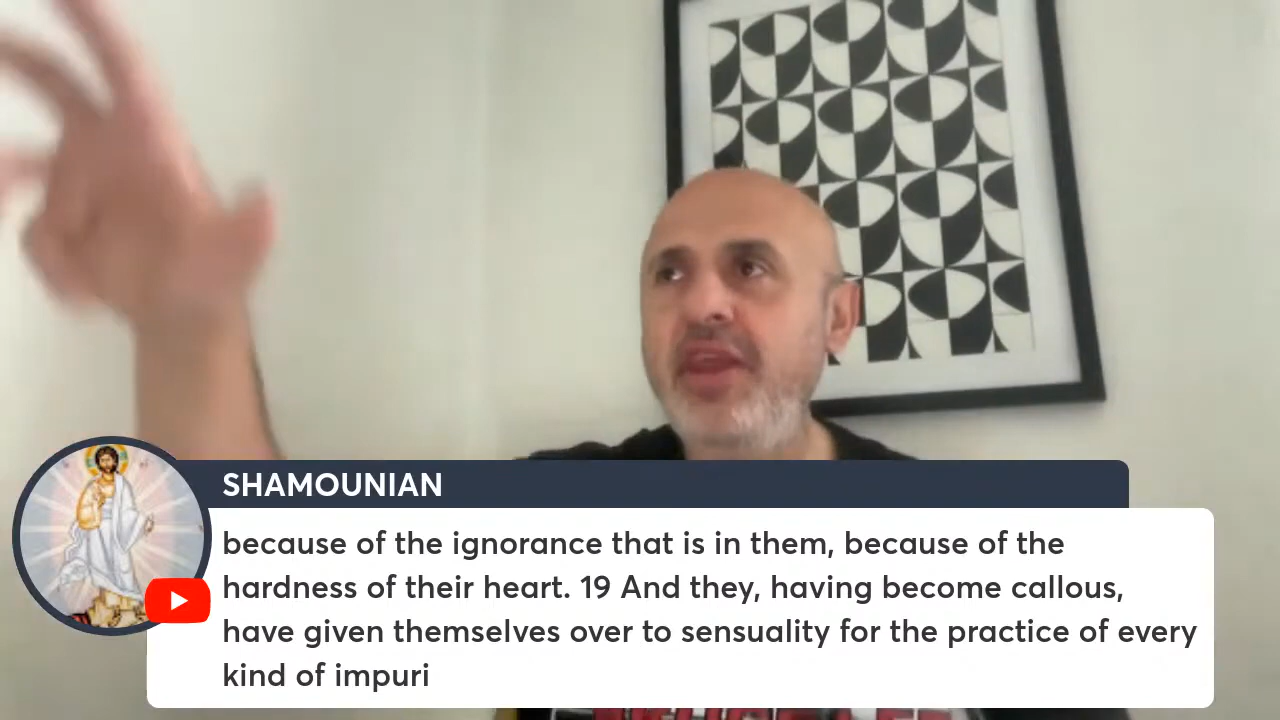 SHAMOUNIAN
because of the ignorance that is in them, because of the
hardness of their heart. 19 And they, having become callous,
have given themselves over to sensuality for the practice of every
kind of impuri